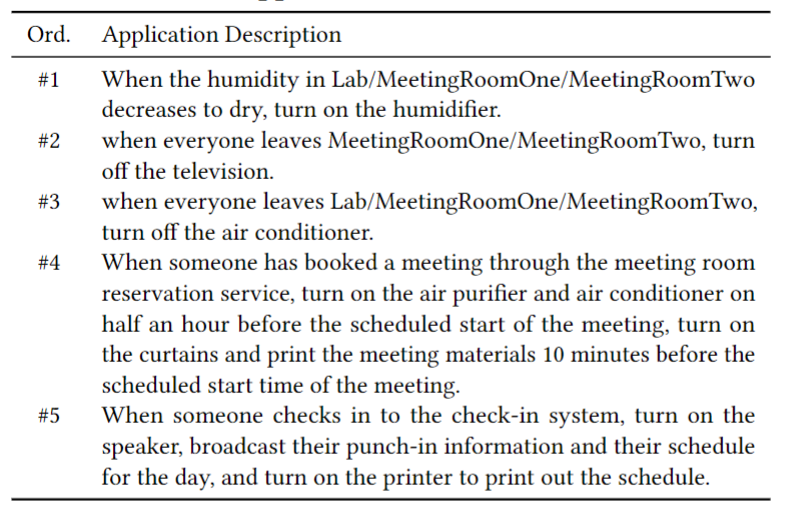 Ord. Application Description
#1 When the humidity in Lab/MeetingRoomOne/MeetingRoomTwo
decreases to dry, turn on the humidifier.
#2 when everyone leaves MeetingRoomOne/MeetingRoomTwo, turn
off the television.
#3 when everyone leaves Lab/MeetingRoomOne/MeetingRoomTwo,
turn off the air conditioner.
#4 When someone has booked a meeting through the meeting room
reservation service, turn on the air purifier and air conditioner on
half an hour before the scheduled start of the meeting, turn on
the curtains and print the meeting materials 10 minutes before the
scheduled start time of the meeting.
#5 When someone checks in to the check-in system, turn on the
speaker, broadcast their punch-in information and their schedule
for the day, and turn on the printer to print out the schedule.